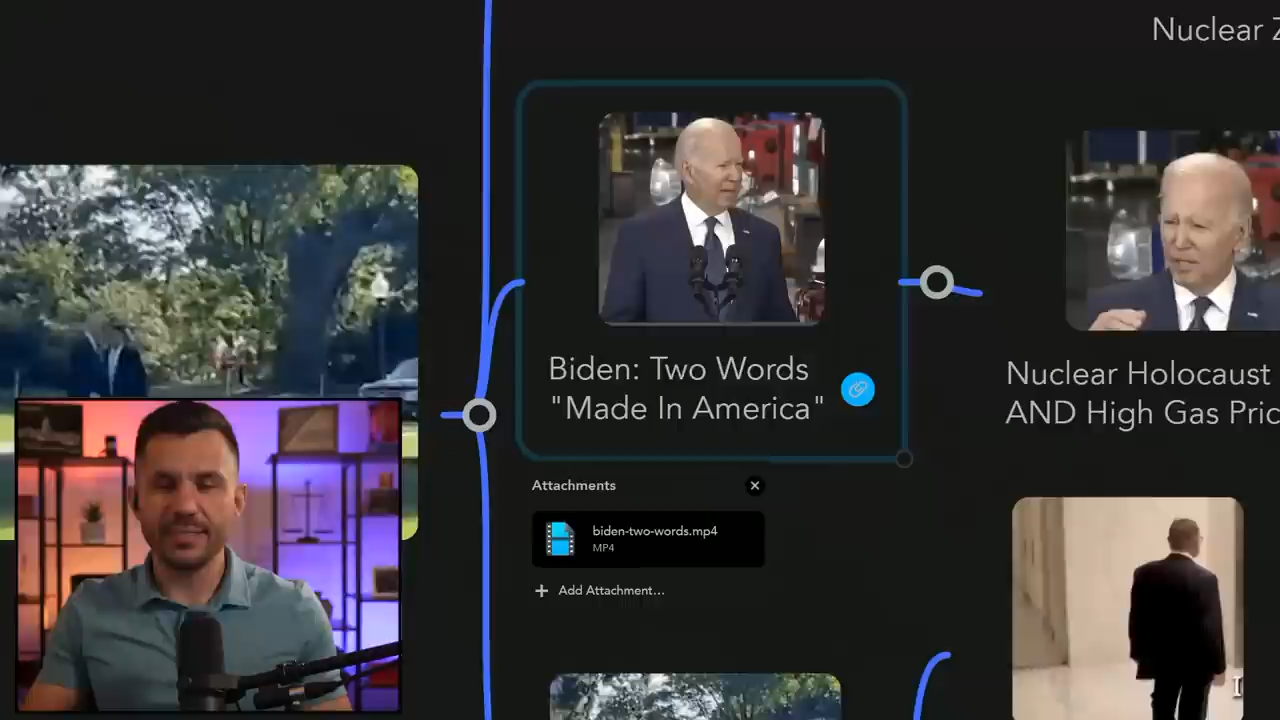 Nuclear
Biden: Two Words
"Made In America"
Nuclear Holocaust
AND High Gas
Attachments
biden-two-words.mp4
MP4
Add Attachment...